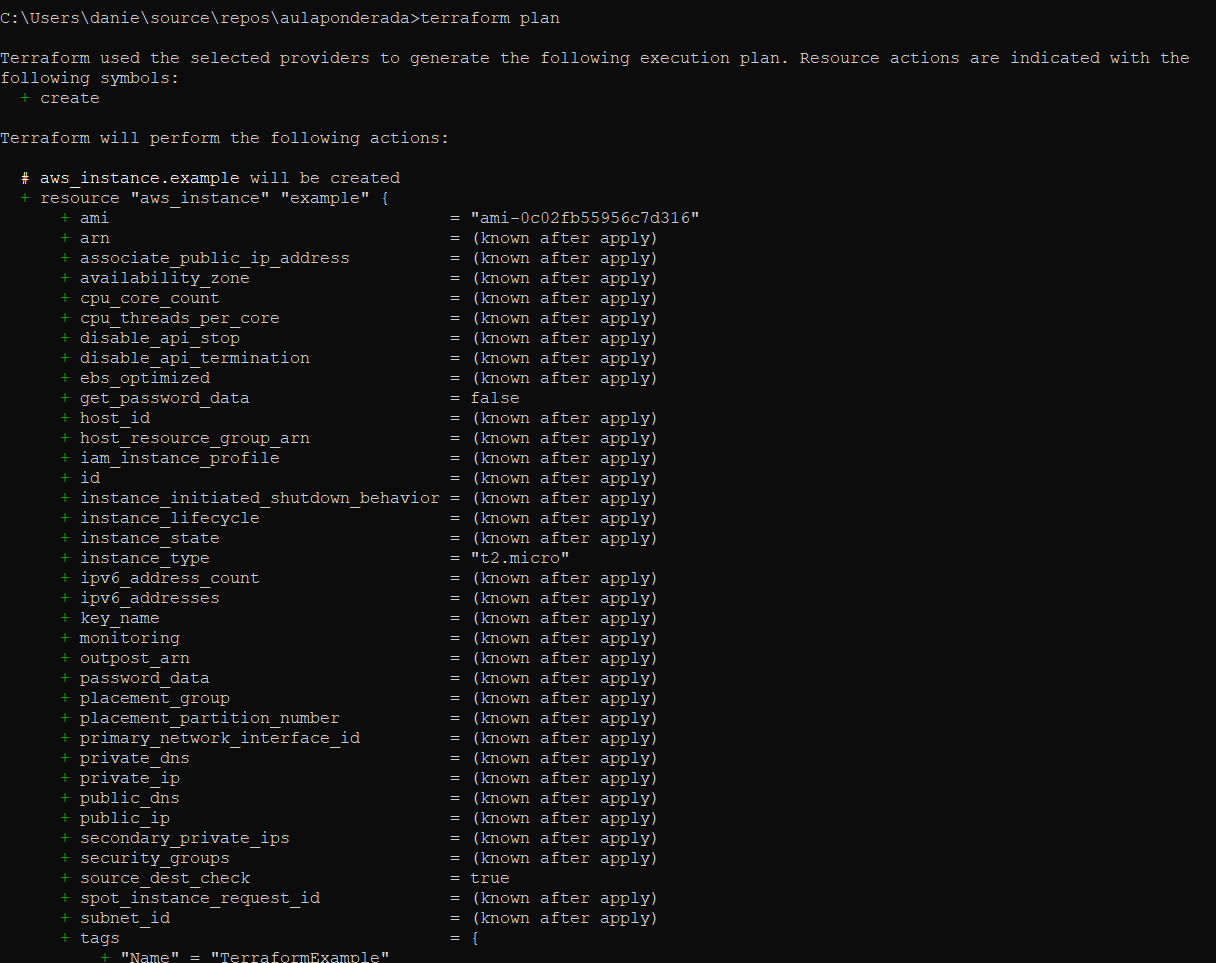 C:\Users\danie\source\repos\aulaponderada>terraform plan
Terraform used the selected providers to generate the following execution plan. Resource actions are indicated with the
following symbols:
+ create
Terraform will perform the following actions:
# aws_instance.example will be created
+ resource "aws_instance" "example" {
+ ami = "ami-0c02fb55956c7d316"
+ arn = (known after apply)
+ associate_public_ip_address = (known after apply)
+ availability_zone = (known after apply)
+ cpu_core_count = (known after apply)
+ cpu_threads_per_core = (known after apply)
+ disable_api_stop = (known after apply)
+ disable_api_termination = (known after apply)
+ ebs_optimized = (known after apply)
+ get_password_data = false
+ host_id = (known after apply)
+ host_resource_group_arn = (known after apply)
+ iam_instance_profile = (known after apply)
+ id = (known after apply)
+ instance_initiated_shutdown_behavior = (known after apply)
+ instance_lifecycle = (known after apply)
+ instance_state = (known after apply)
+ instance_type = "t2.micro"
+ ipv6_address_count = (known after apply)
+ ipv6_addresses = (known after apply)
+ key_name = (known after apply)
+ monitoring = (known after apply)
+ outpost_arn = (known after apply)
+ password_data = (known after apply)
+ placement_group = (known after apply)
+ placement_partition_number = (known after apply)
+ primary_network_interface_id = (known after apply)
+ private_dns = (known after apply)
+ private_ip = (known after apply)
+ public_dns = (known after apply)
+ public_ip = (known after apply)
+ secondary_private_ips = (known after apply)
+ security_groups = (known after apply)
+ source_dest_check = true
+ spot_instance_request_id = (known after apply)
+ subnet_id = (known after apply)
+ tags = {
+ "Name" = "TerraformExample"